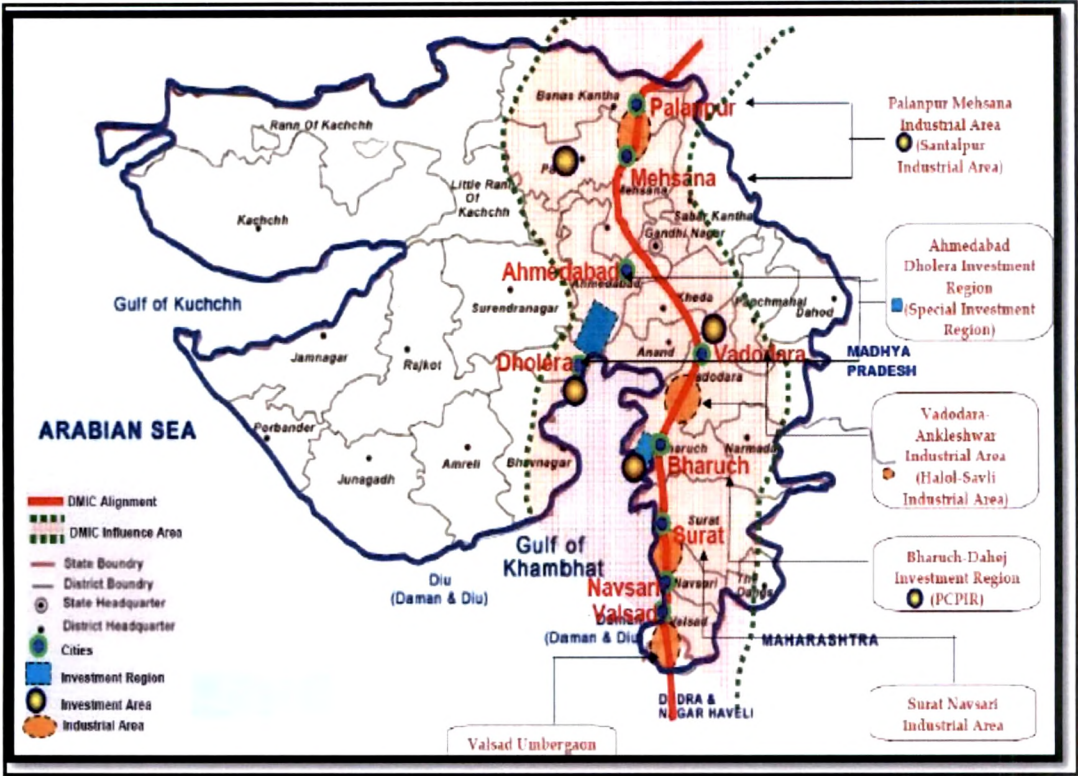 Banas Kantha
Palanpur
Rann Of Kachchh
Mehsana
Mehsana
Little Ran
Of
Kachchh
Kachchh
Sabar Kantha
Gandhi Nagar
Ahmedabad
Ahmedabad
Gulf of Kuchchh
Surendranagar
Kheda
Panchmahal
Dahod
Jamnagar
Rajkot
Dholera
Anand
Vadodara
adodara
MADHYA
PRADESH
ARABIAN SEA
Porbander
Junagadh
Amreli
Bhavnagar
Bharuch
haruch
Narmada
Surat
Surat
Gulf of
Khambhat
Navsari
Navsari
The
Dangs
Valsad
Valsad
Diu
(Daman & Diu)
(Daman & Diu
MAHARASHTRA
DADRA &
NAGAR HAVELI
DMIC Alignment
DMIC Influence Area
State Boundry
District Boundry
State Headquarter
District Headquarter
Cities
Investment Region
Investment Area
Industrial Area
Palanpur Mehsana
Industrial Area
(Santalpur
Industrial Area)
Ahmedabad
Dholera Investment
Region
(Special Investment
Region)
Vadodara-
Ankleshwar
Industrial Area
(Halol-Savli
Industrial Area)
Bharuch-Dahej
Investment Region
(PCPIR)
Surat Navsari
Industrial Area
Valsad Umbergaon